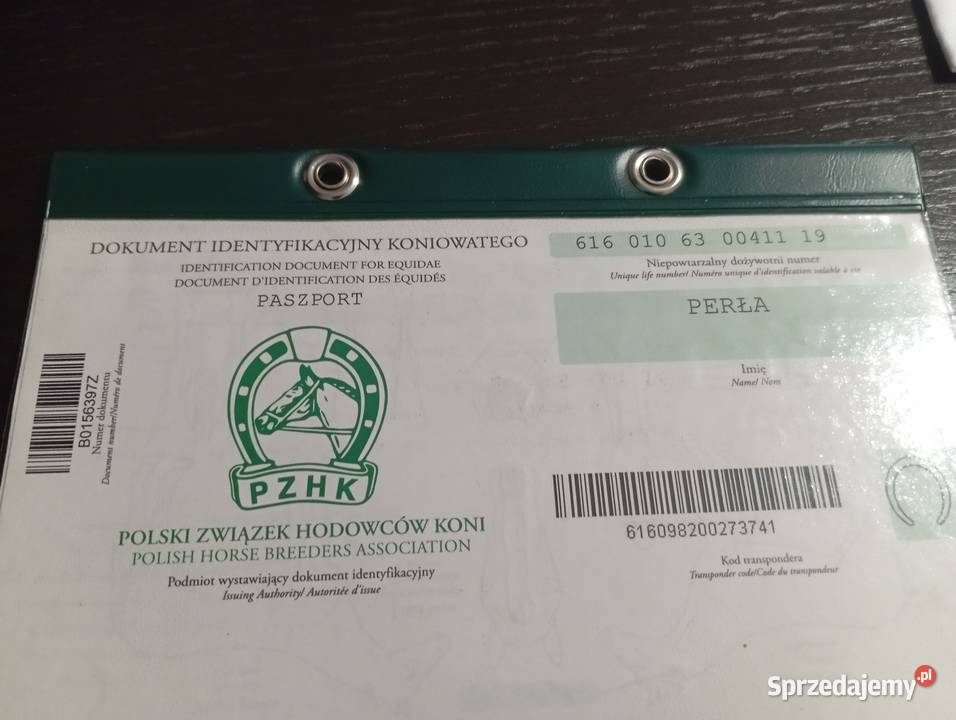 DOKUMENT IDENTYFIKACYJNY KONIOWATEGO
IDENTIFICATION DOCUMENT FOR EQUIDAE
DOCUMENT D'IDENTIFICATION DES ÉQUIDÉS
PASZPORT
616 010 63 00411 19
Niepowtarzalny dożywotni numer
Unique life number/ Numéro unique d'identification valable à vie
PERŁA
Imię
Name/ Nom
B0156397Z
Numer dokumentu
Document number/Numéro de document
PZHK
POLSKI ZWIĄZEK HODOWCÓW KONI
POLISH HORSE BREEDERS ASSOCIATION
Podmiot wystawiający dokument identyfikacyjny
Issuing Authority/ Autoritée d'issue
616098200273741
Kod transpondera
Transponder code/Code du transpondeur
Sprzedajemy.pl